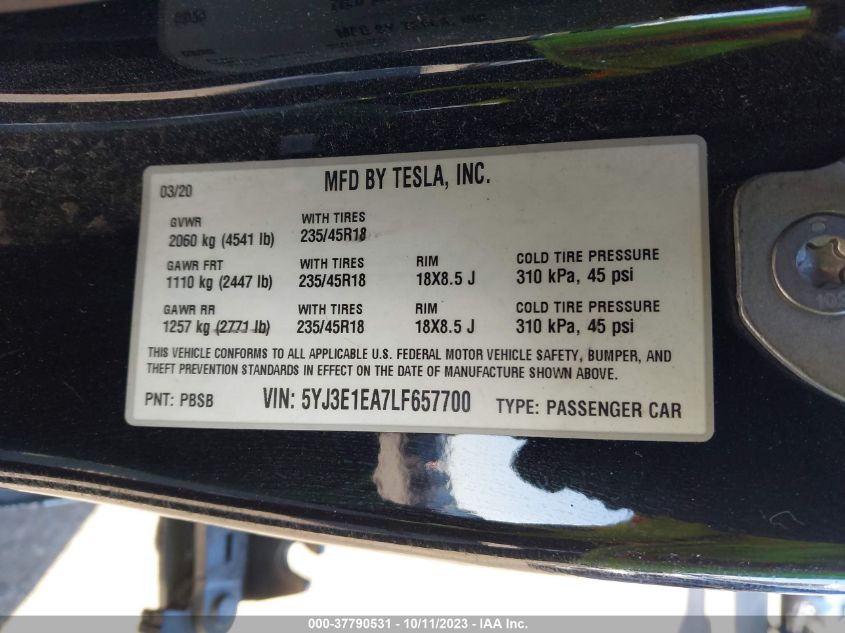 03/20 MFD BY TESLA, INC.
GVWR WITH TIRES
2060 kg (4541 lb) 235/45R18
GAWR FRT WITH TIRES RIM COLD TIRE PRESSURE
1110 kg (2447 lb) 235/45R18 18X8.5 J 310 kPa, 45 psi
GAWR RR WITH TIRES RIM COLD TIRE PRESSURE
1257 kg (2771 lb) 235/45R18 18X8.5 J 310 kPa, 45 psi
THIS VEHICLE CONFORMS TO ALL APPLICABLE U.S. FEDERAL MOTOR VEHICLE SAFETY, BUMPER, AND
THEFT PREVENTION STANDARDS IN EFFECT ON THE DATE OF MANUFACTURE SHOWN ABOVE.
PNT: PBSB VIN: 5YJ3E1EA7LF657700 TYPE: PASSENGER CAR
000-37790531 - 10/11/2023 - IAA Inc.